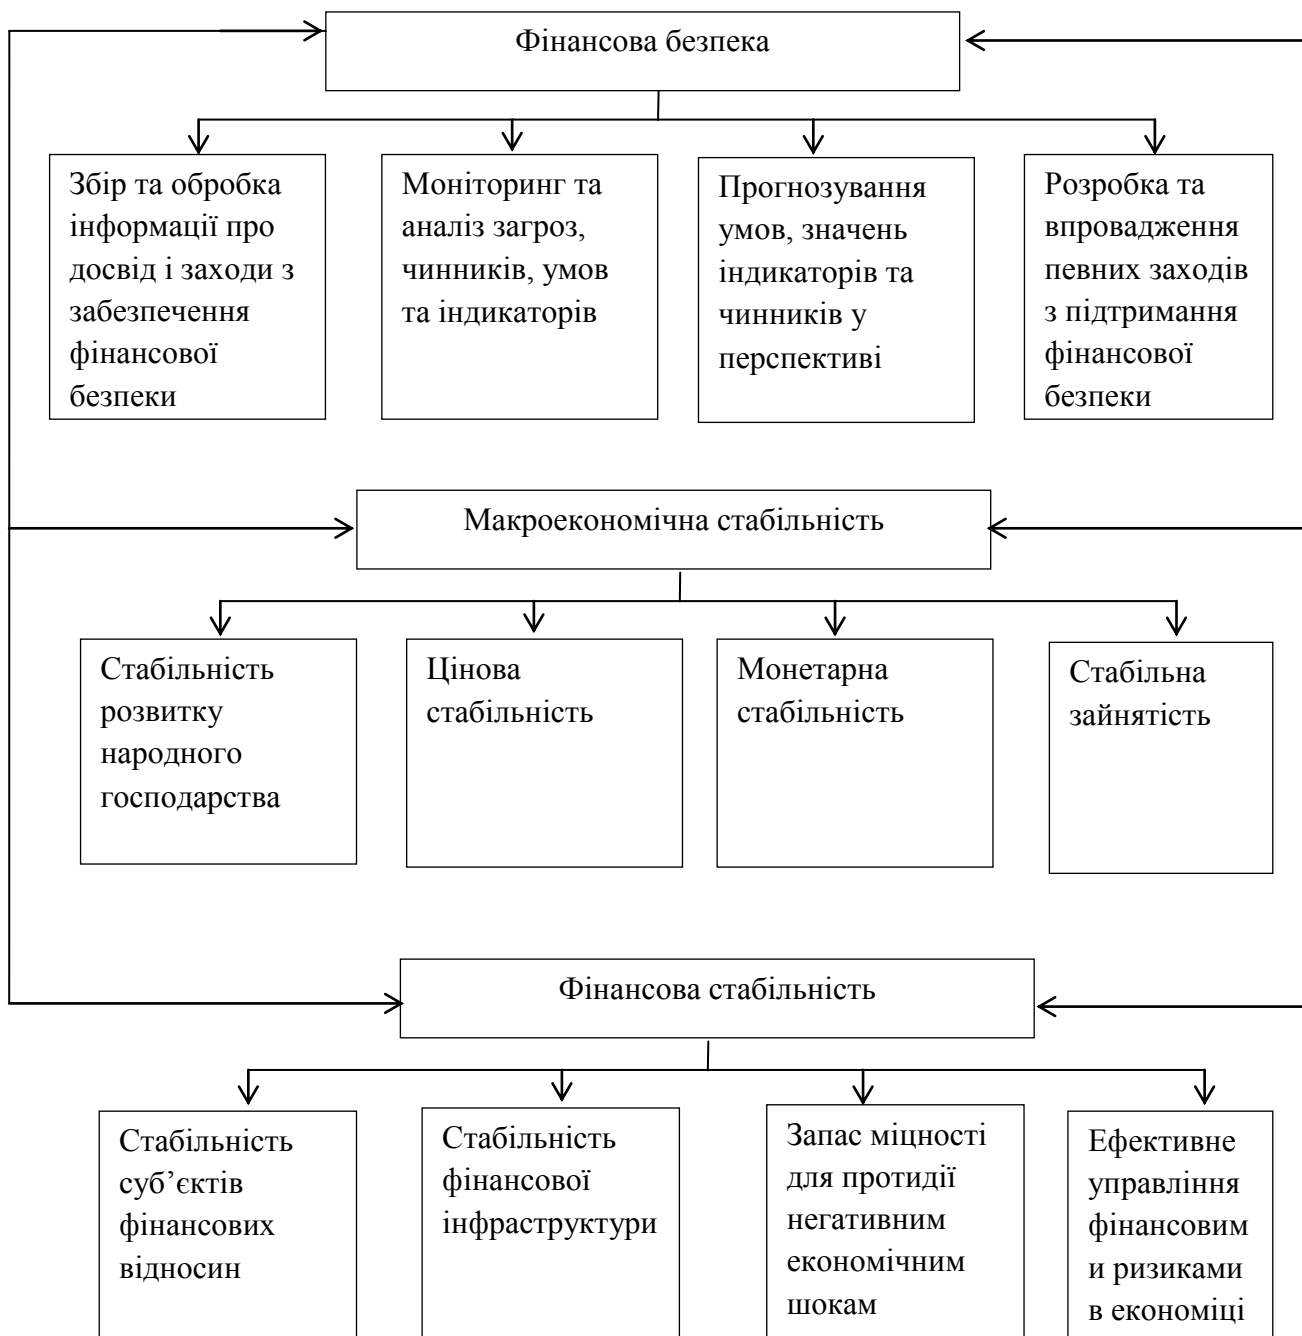 Фінансова безпека
Збір та обробка
інформації про
досвід і заходи з
забезпечення
фінансової
безпеки
Моніторинг та
аналіз загроз,
чинників, умов
та індикаторів
Прогнозування
умов, значень
індикаторів та
чинників у
перспективі
Розробка та
впровадження
певних заходів
з підтримання
фінансової
безпеки
Макроекономічна стабільність
Стабільність
розвитку
народного
господарства
Цінова
стабільність
Монетарна
стабільність
Стабільна
зайнятість
Фінансова стабільність
Стабільність
суб’єктів
фінансових
відносин
Стабільність
фінансової
інфраструктури
Запас міцності
для протидії
негативним
економічним
шокам
Ефективне
управління
фінансовим
и ризиками
в економіці